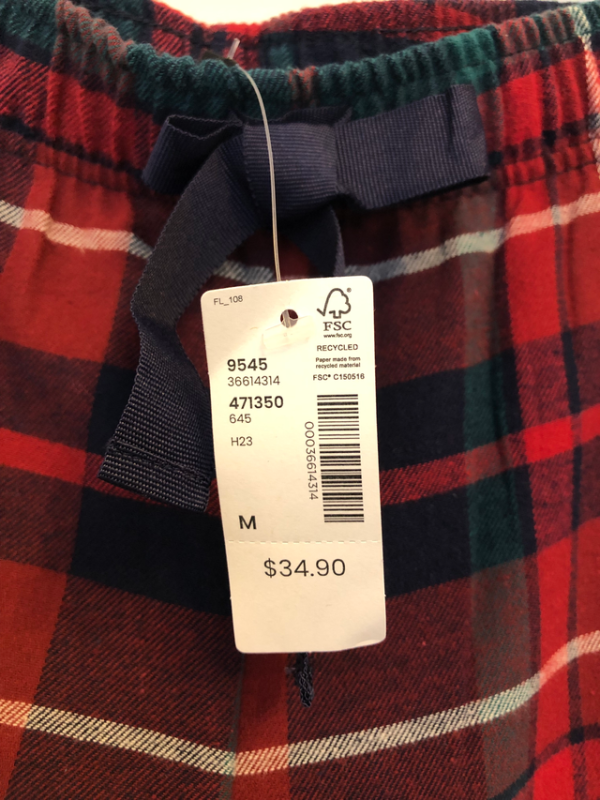 FL_108
FSC
www.fsc.org
RECYCLED
Paper made from
recycled material
FSC® C150516
9545
36614314
471350
645
H23
00036614314
M
$34.90